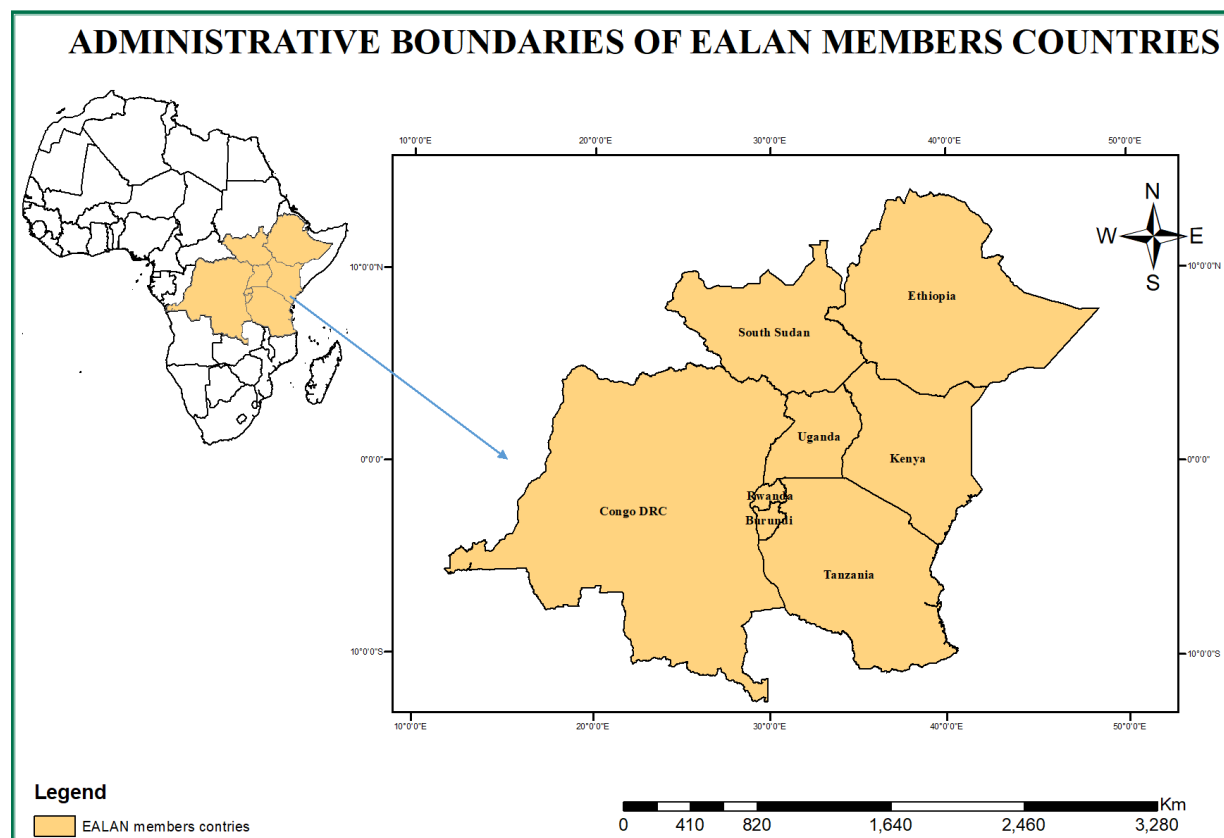 ADMINISTRATIVE BOUNDARIES OF EALAN MEMBERS COUNTRIES
10°0'0"E 20°0'0"E 30°0'0"E 40°0'0"E 50°0'0"E
N
W E
S
10°0'0"N 10°0'0"N
Ethiopia
South Sudan
Uganda
Kenya
0°0'0" 0°0'0"
Rwanda
Congo DRC
Burundi
Tanzania
10°0'0"S 10°0'0"S
10°0'0"E 20°0'0"E 30°0'0"E 40°0'0"E 50°0'0"E
Legend
EALAN members contries
Km
0 410 820 1,640 2,460 3,280